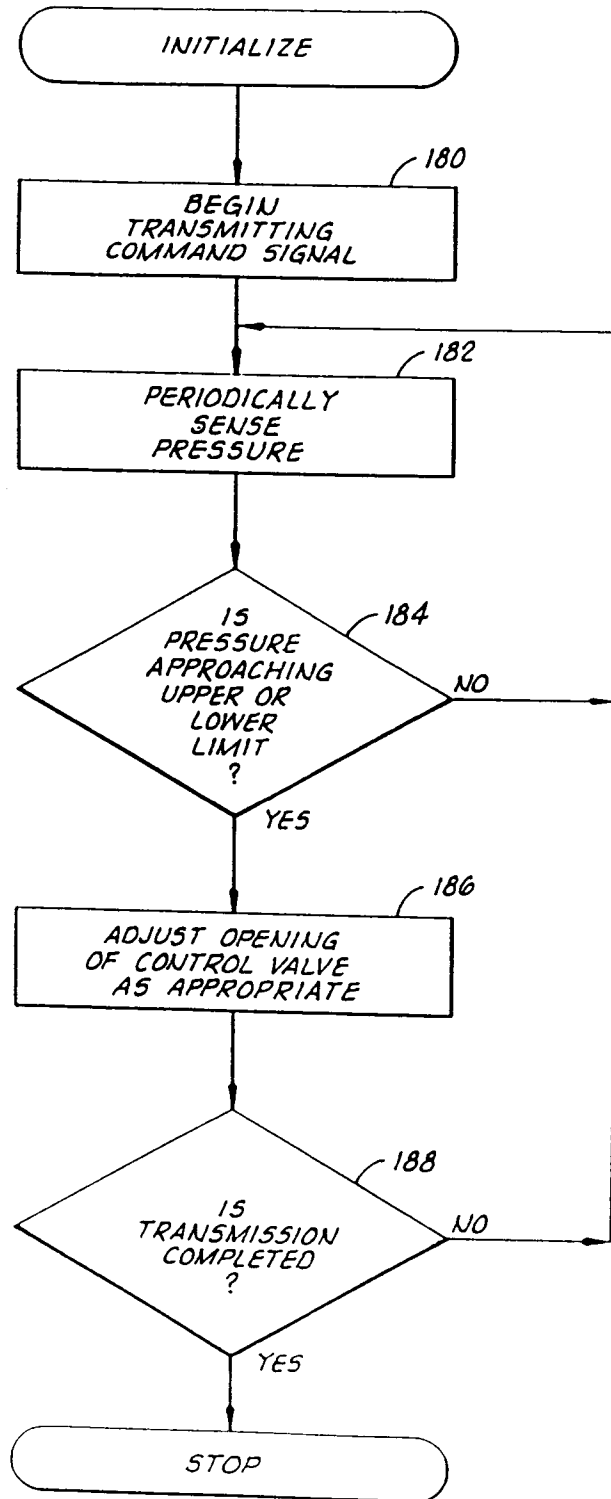 INITIALIZE
180
BEGIN
TRANSMITTING
COMMAND SIGNAL
182
PERIODICALLY
SENSE
PRESSURE
184
IS
PRESSURE
APPROACHING
UPPER OR
LOWER
LIMIT
?
NO
YES
186
ADJUST OPENING
OF CONTROL VALVE
AS APPROPRIATE
188
IS
TRANSMISSION
COMPLETED
?
NO
YES
STOP